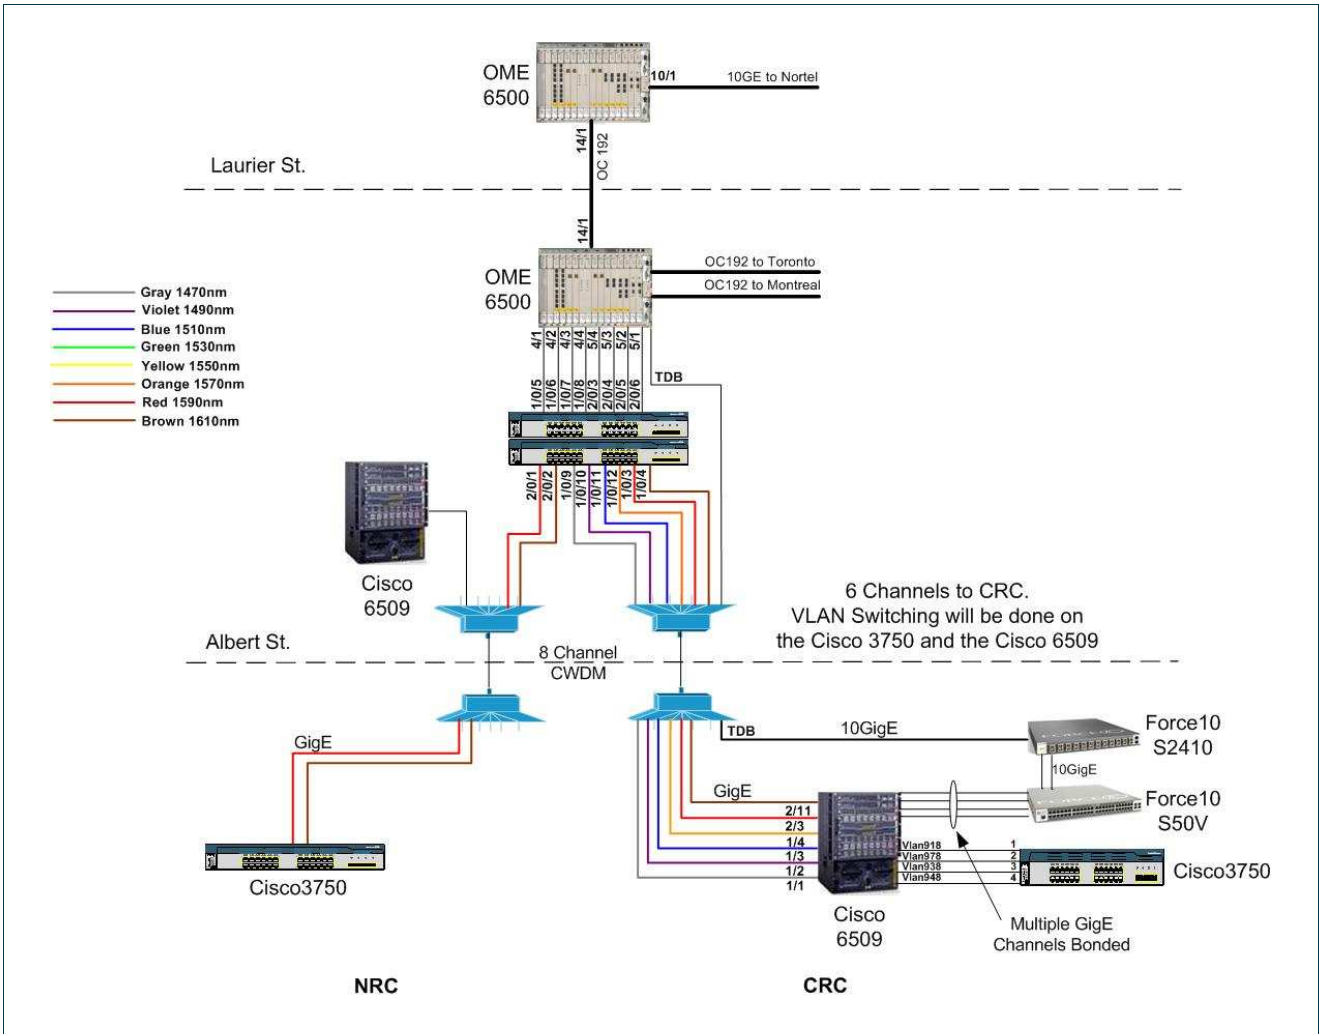 OME
6500
10/1
10GE to Nortel
14/1
OC 192
Laurier St.
14/1
OME
6500
OC192 to Toronto
OC192 to Montreal
Gray 1470nm
Violet 1490nm
Blue 1510nm
Green 1530nm
Yellow 1550nm
Orange 1570nm
Red 1590nm
Brown 1610nm
4/1
4/2
4/3
4/4
5/4
5/3
5/2
5/1
TDB
1/0/5
1/0/6
1/0/7
1/0/8
2/0/3
2/0/4
2/0/5
2/0/6
2/0/1
2/0/2
1/0/9
1/0/10
1/0/11
1/0/12
1/0/3
1/0/4
Cisco
6509
6 Channels to CRC.
VLAN Switching will be done on
the Cisco 3750 and the Cisco 6509
Albert St.
8 Channel
CWDM
GigE
TDB
10GigE
Force10
S2410
10GigE
GigE
Force10
S50V
2/11
2/3
1/4
1/3
1/2
1/1
Vlan918
1
Vlan978
2
Vlan938
3
Vlan948
4
Cisco3750
Cisco3750
Cisco
6509
Multiple GigE
Channels Bonded
NRC
CRC